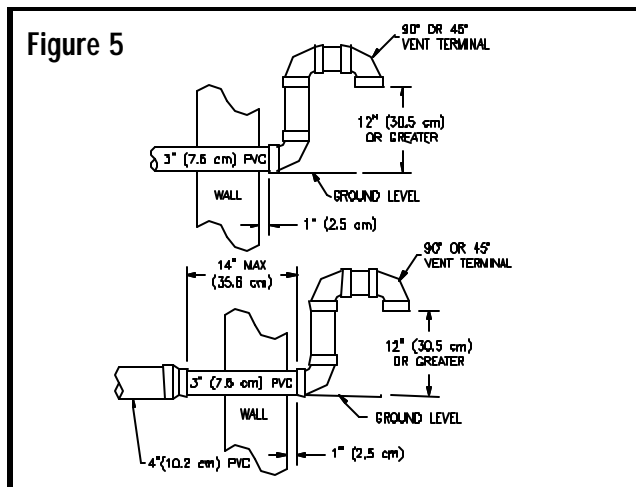 Figure 5
90° OR 45°
VENT TERMINAL
12" (30.5 cm)
OR GREATER
3" (7.6 cm) PVC
WALL
GROUND LEVEL
1" (2.5 cm)
14" MAX
(35.6 cm)
90° OR 45°
VENT TERMINAL
12" (30.5 cm)
OR GREATER
3" (7.6 cm) PVC
WALL
GROUND LEVEL
1" (2.5 cm)
4"(10.2 cm) PVC